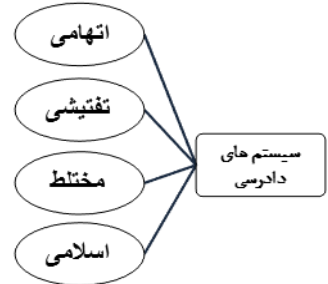 اتهامی
تفتیشی
مختلط
اسلامی
سیستم های
دادرسی